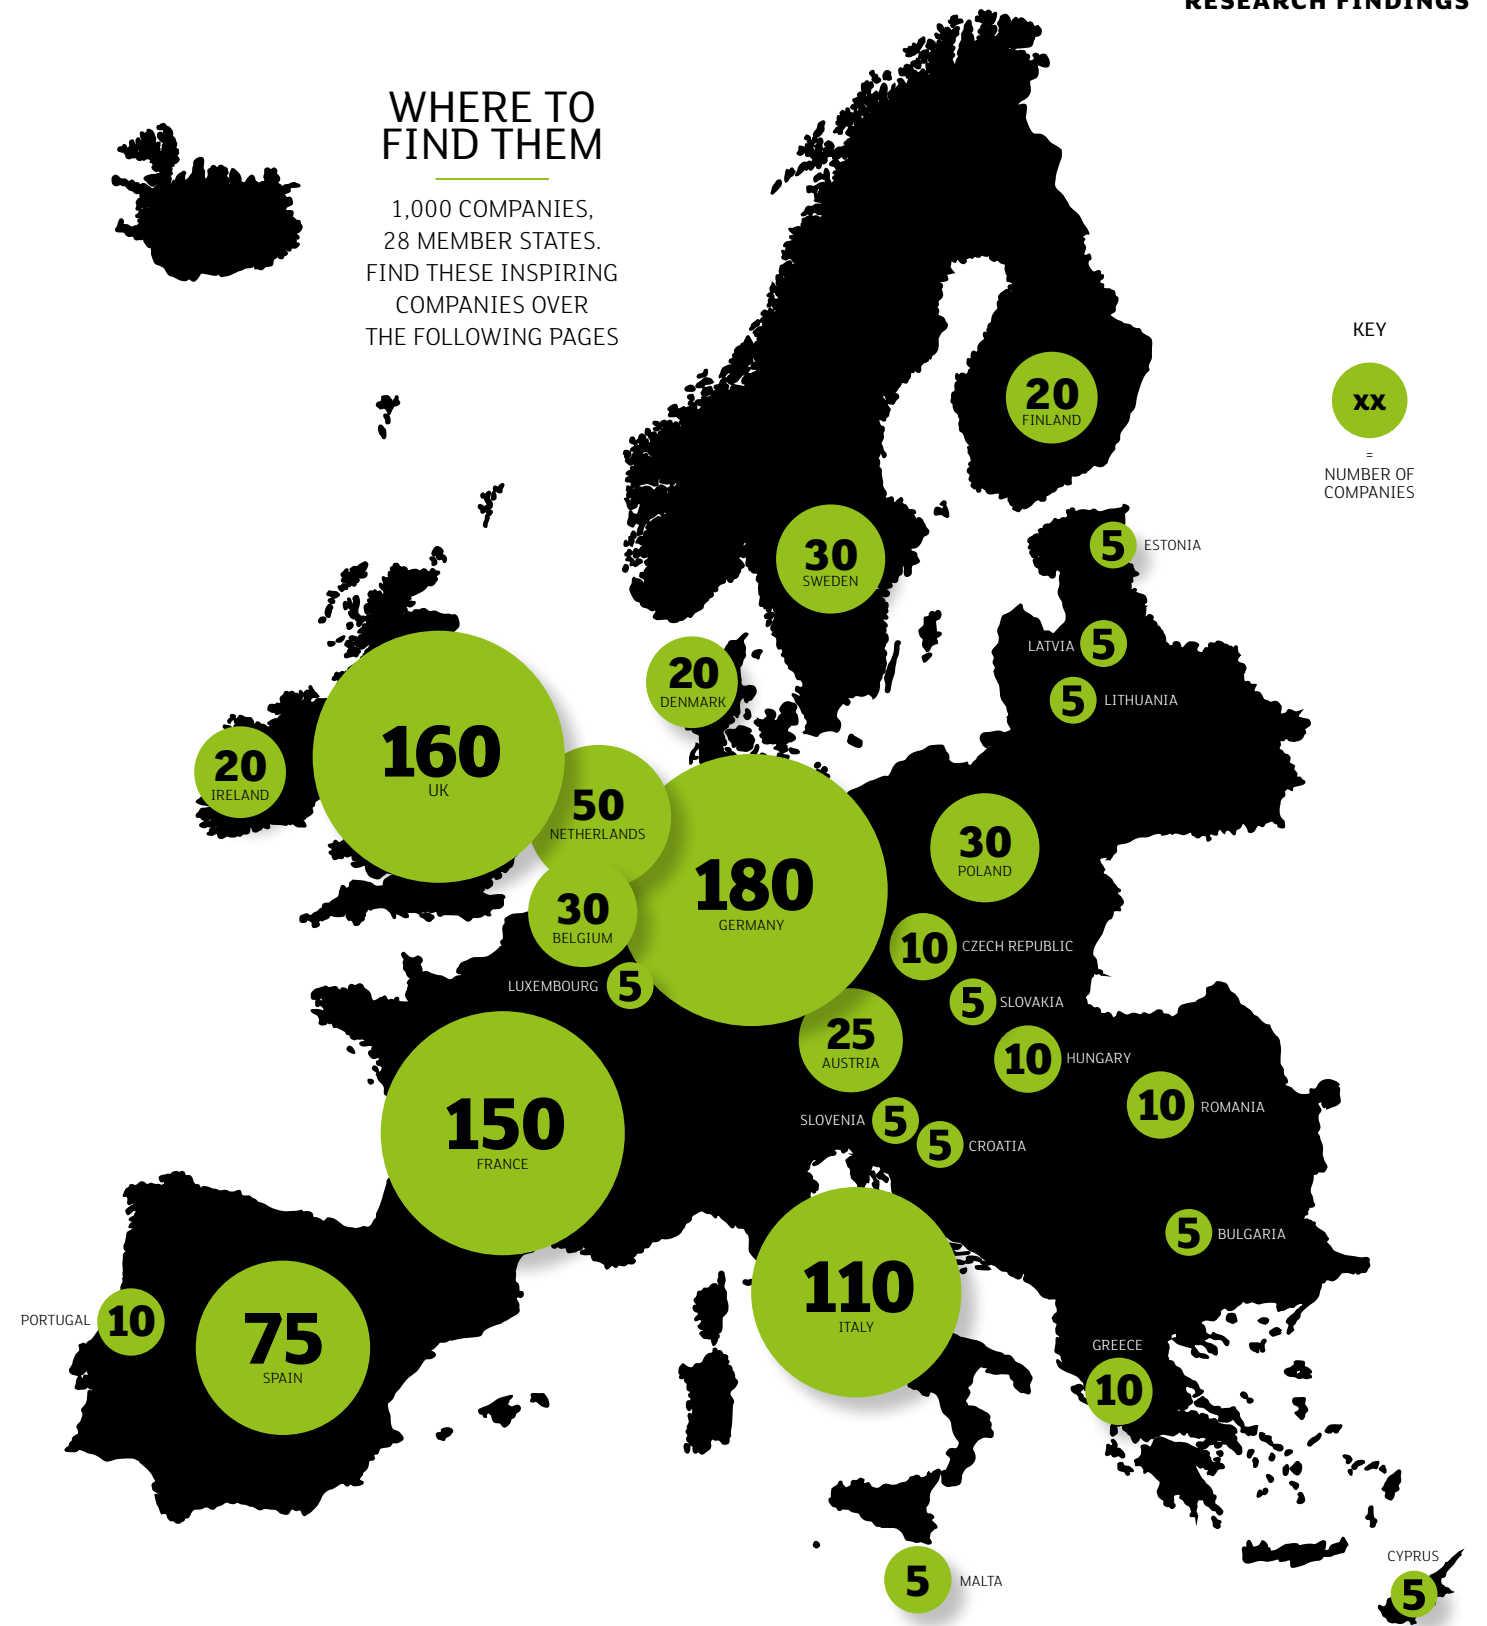 RESEARCH FINDINGS
WHERE TO
FIND THEM
1,000 COMPANIES,
28 MEMBER STATES.
FIND THESE INSPIRING
COMPANIES OVER
THE FOLLOWING PAGES
KEY
xx
=
NUMBER OF
COMPANIES
20
FINLAND
30
SWEDEN
5 ESTONIA
LATVIA 5
5 LITHUANIA
20
DENMARK
160
UK
20
IRELAND
50
NETHERLANDS
180
GERMANY
30
POLAND
30
BELGIUM
10 CZECH REPUBLIC
LUXEMBOURG 5
5 SLOVAKIA
25
AUSTRIA
10 HUNGARY
10 ROMANIA
150
FRANCE
SLOVENIA 5
5 CROATIA
5 BULGARIA
110
ITALY
PORTUGAL 10
75
SPAIN
GREECE
10
5 MALTA
CYPRUS
5